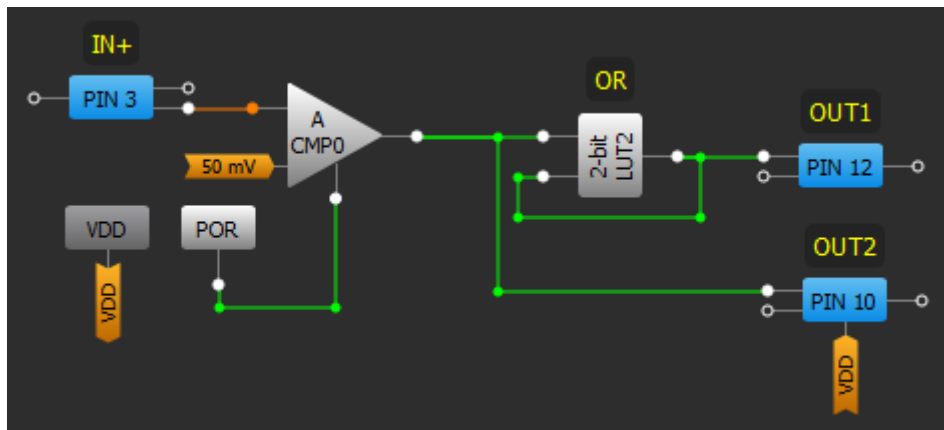 IN+
PIN 3
A
CMP0
50 mV
VDD
VDD
POR
OR
2-bit
LUT2
OUT1
PIN 12
OUT2
PIN 10
VDD